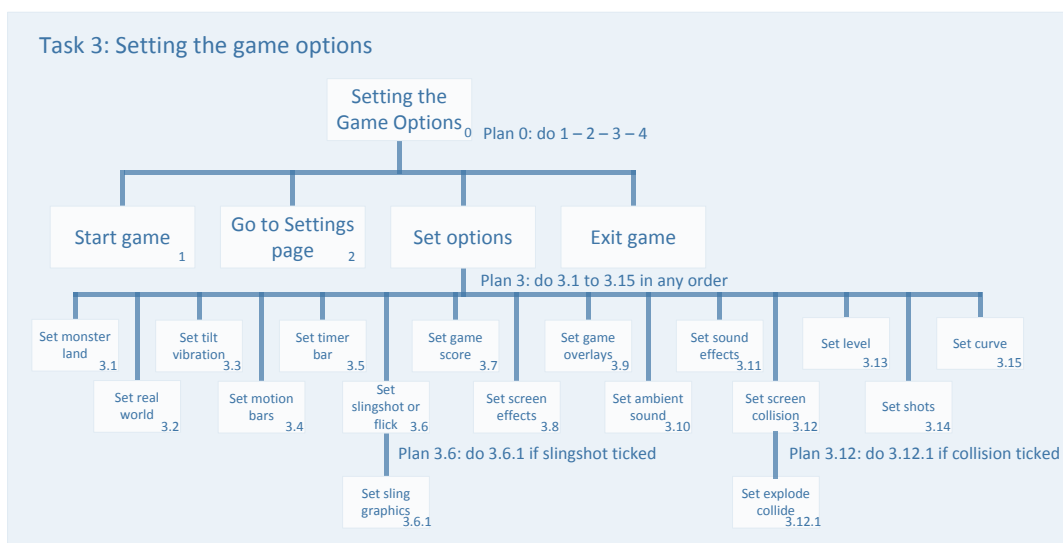 Task 3: Setting the game options
Setting the
Game Options
0
Plan 0: do 1 – 2 – 3 – 4
Start game
1
Go to Settings
page
2
Set options
Exit game
Plan 3: do 3.1 to 3.15 in any order
Set monster
land
3.1
Set tilt
vibration
3.3
Set timer
bar
3.5
Set game
score
3.7
Set game
overlays
3.9
Set sound
effects
3.11
Set level
3.13
Set curve
3.15
Set real
world
3.2
Set motion
bars
3.4
Set
slingshot or
flick
3.6
Set screen
effects
3.8
Set ambient
sound
3.10
Set screen
collision
3.12
Set shots
3.14
Plan 3.6: do 3.6.1 if slingshot ticked
Plan 3.12: do 3.12.1 if collision ticked
Set sling
graphics
3.6.1
Set explode
collide
3.12.1